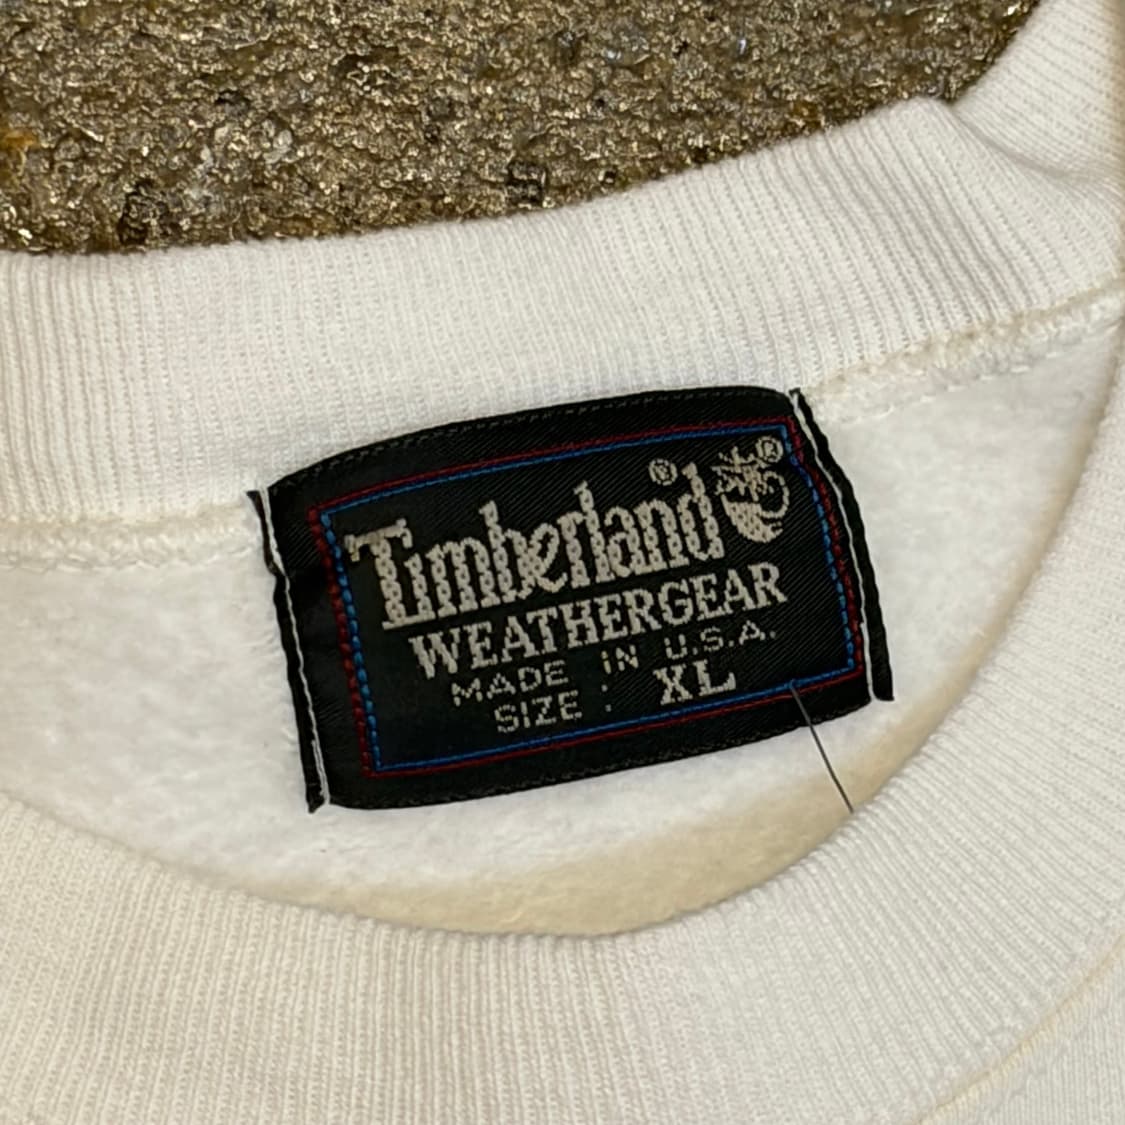 Timberland®
WEATHERGEAR
MADE IN U.S.A.
SIZE : XL